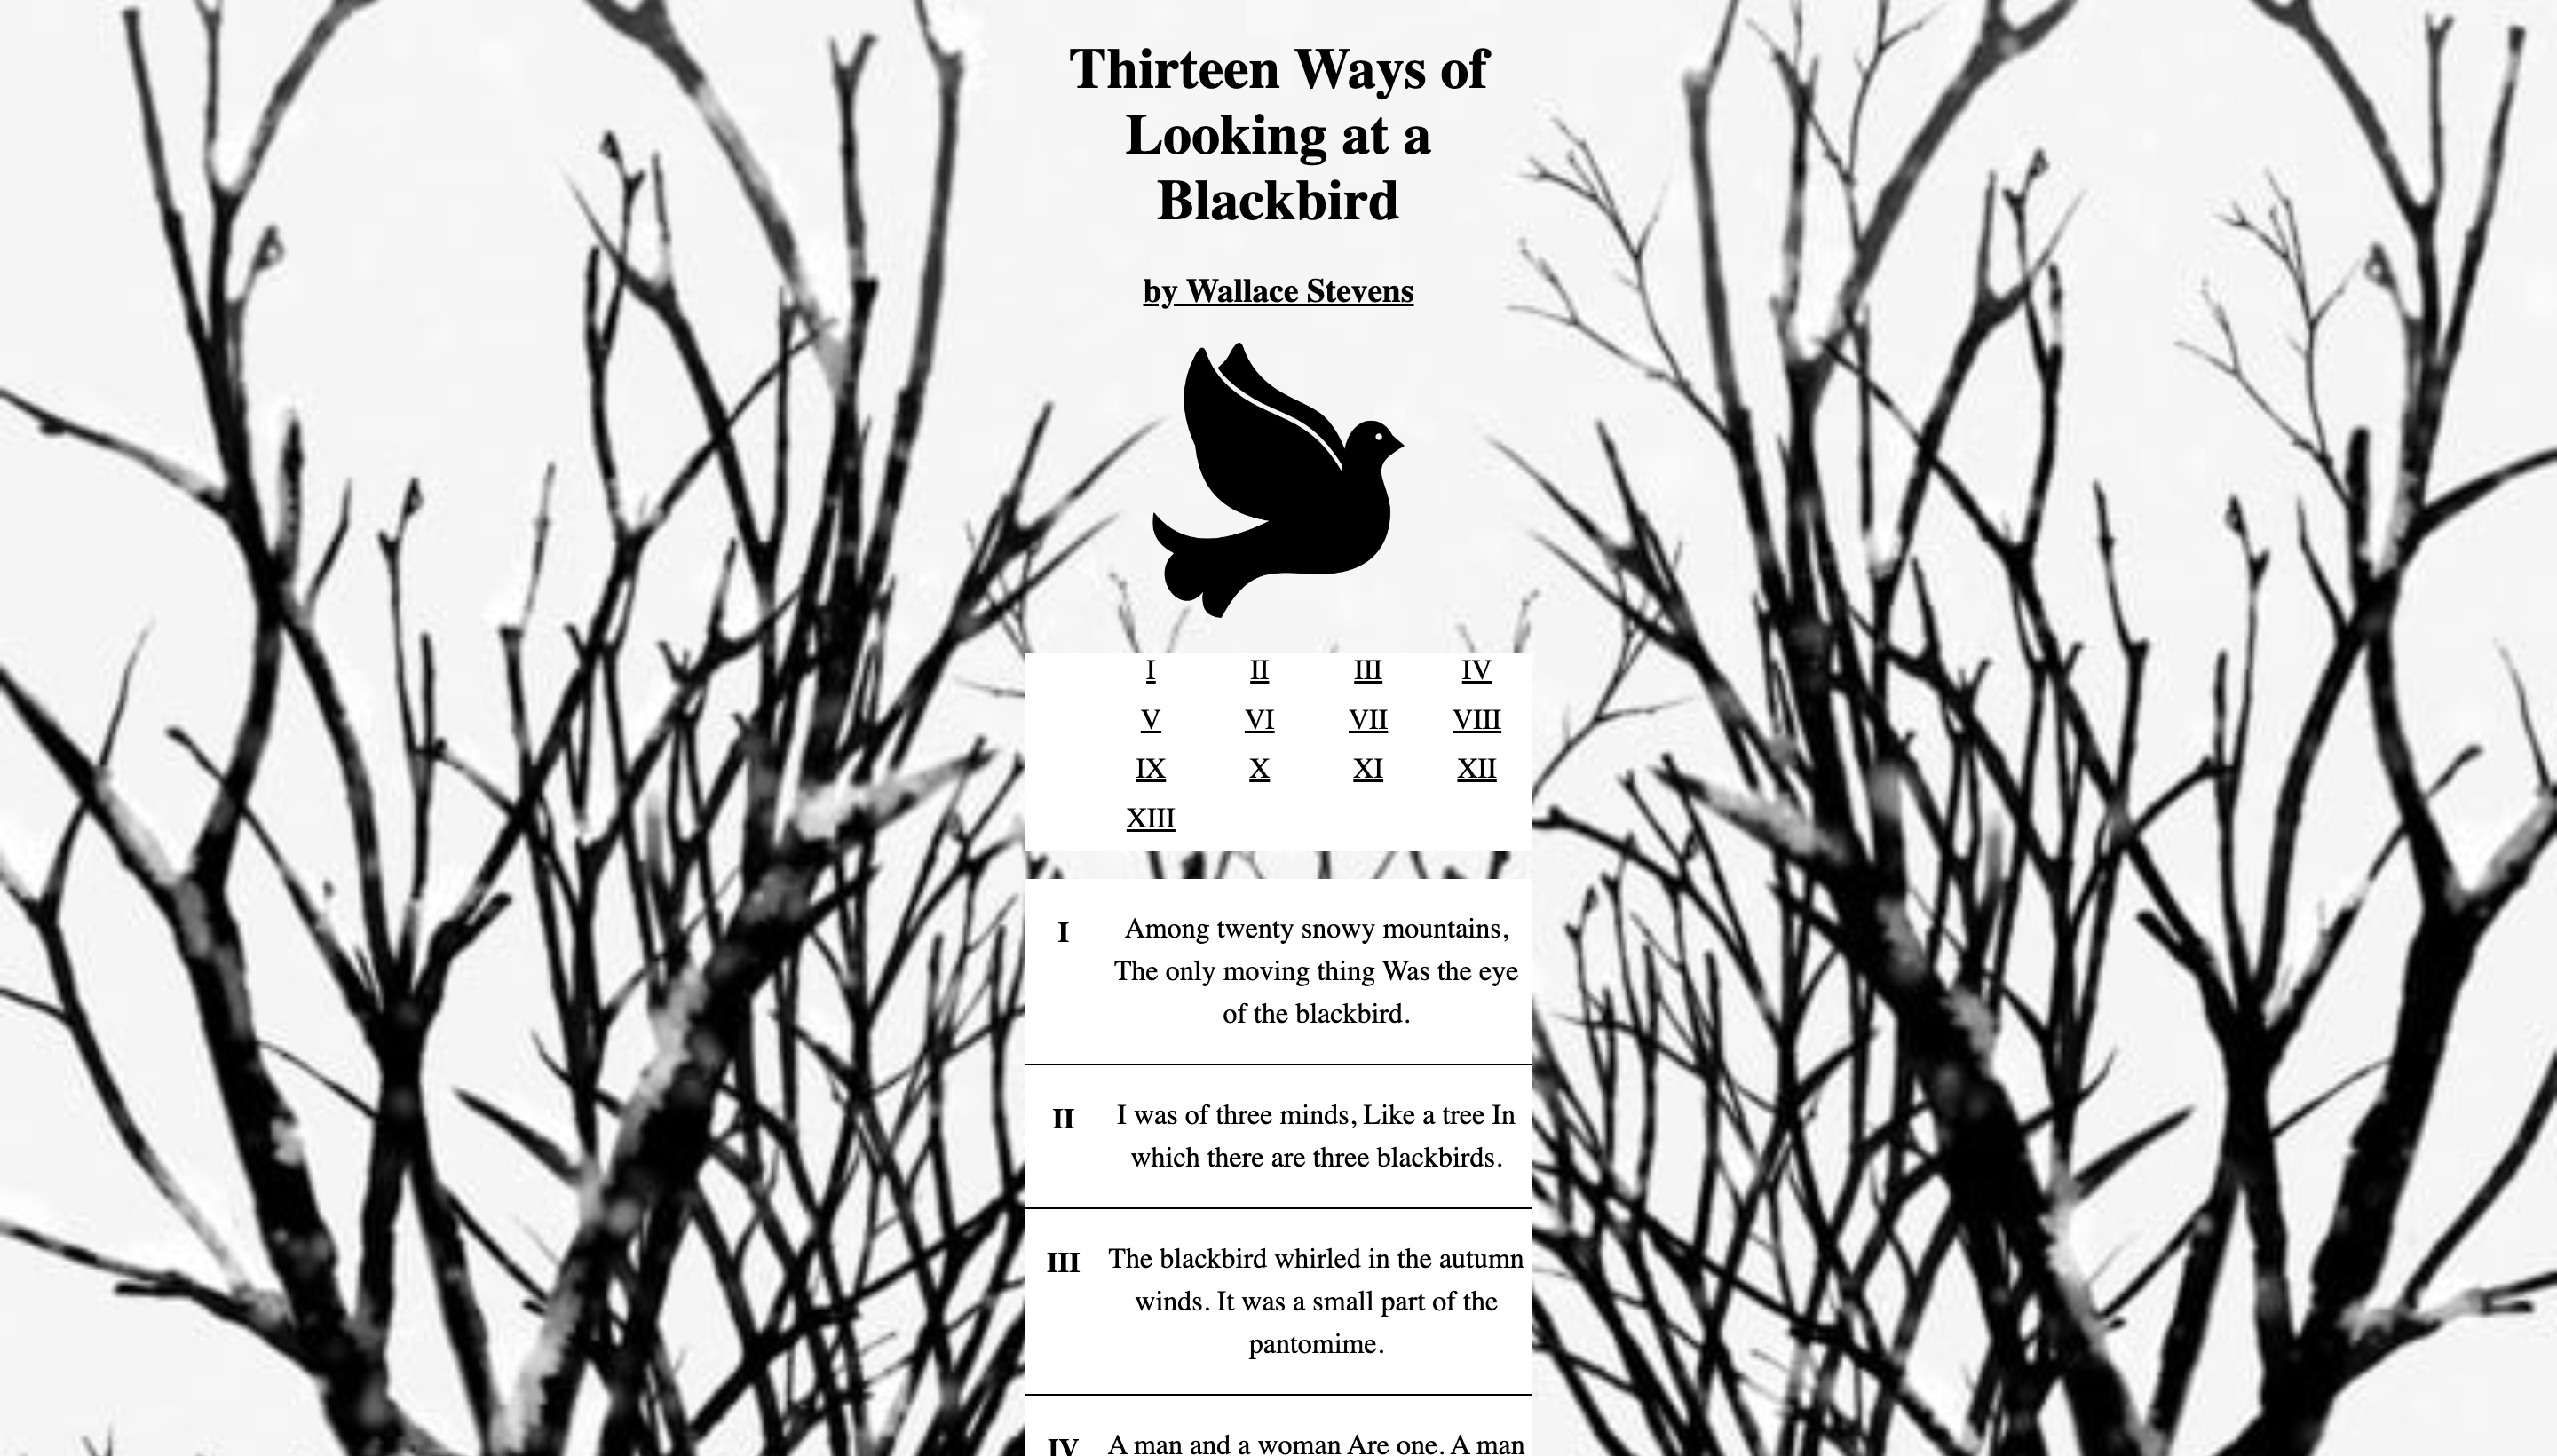 Thirteen Ways of
Looking at a
Blackbird
by Wallace Stevens
I II III IV
V VI VII VIII
IX X XI XII
XIII
I Among twenty snowy mountains,
The only moving thing Was the eye
of the blackbird.
II I was of three minds, Like a tree In
which there are three blackbirds.
III The blackbird whirled in the autumn
winds. It was a small part of the
pantomime.
IV A man and a woman Are one. A man